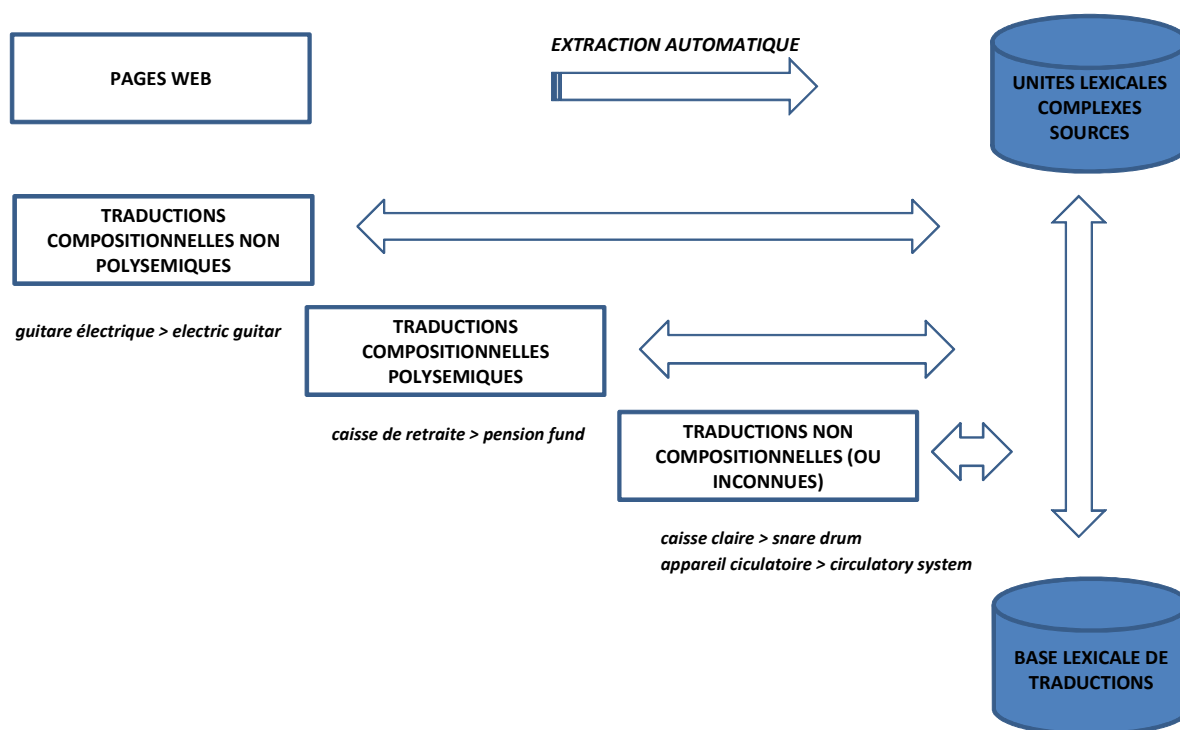 EXTRACTION AUTOMATIQUE
PAGES WEB
UNITES LEXICALES
COMPLEXES
SOURCES
TRADUCTIONS
COMPOSITIONNELLES NON
POLYSEMIQUES
guitare électrique > electric guitar
TRADUCTIONS
COMPOSITIONNELLES
POLYSEMIQUES
caisse de retraite > pension fund
TRADUCTIONS NON
COMPOSITIONNELLES (OU
INCONNUES)
caisse claire > snare drum
appareil ciculatoire > circulatory system
BASE LEXICALE DE
TRADUCTIONS